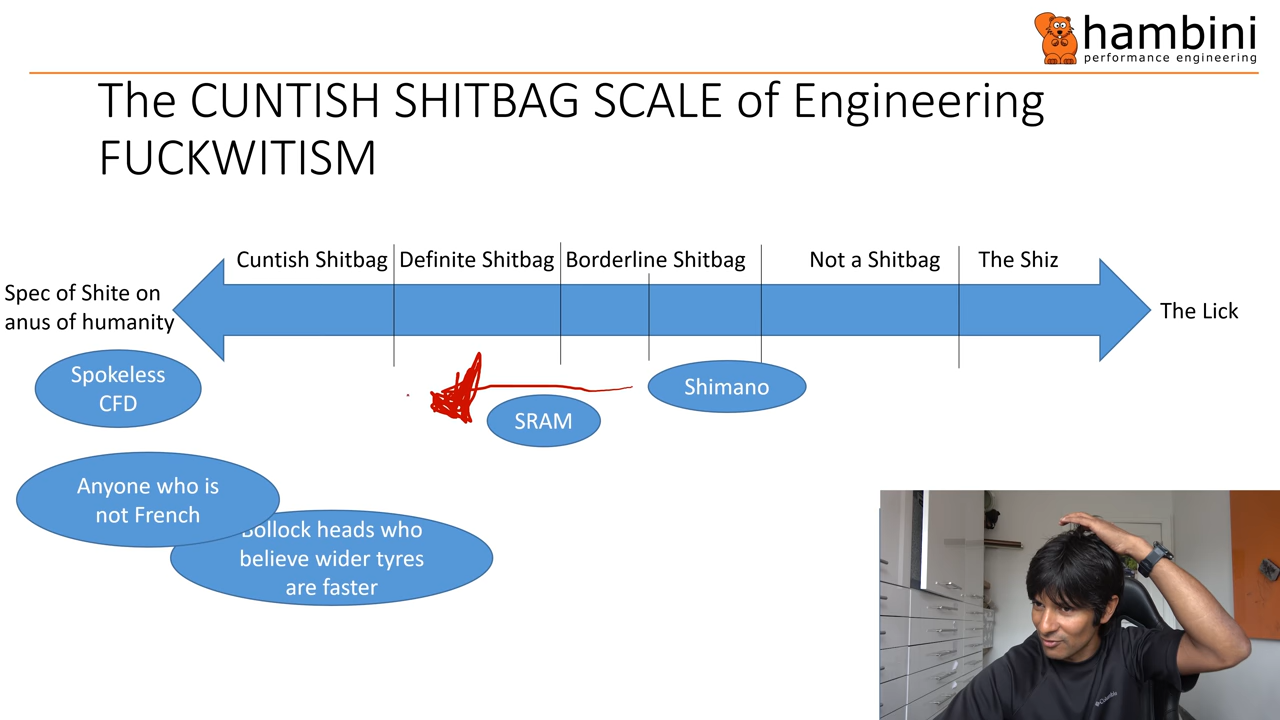 hambini
performance engineering
The CUNTISH SHITBAG SCALE of Engineering
FUCKWITISM
Cuntish Shitbag
Definite Shitbag
Borderline Shitbag
Not a Shitbag
The Shiz
Spec of Shite on
anus of humanity
The Lick
Spokeless
CFD
Shimano
SRAM
Anyone who is
not French
Bollock heads who
believe wider tyres
are faster
Columbia